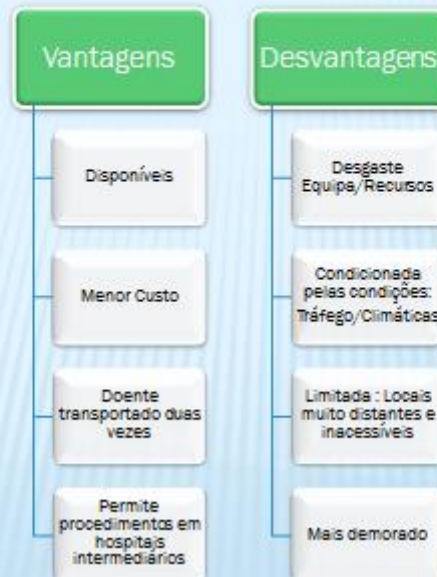 Vantagens
Disponíveis
Menor Custo
Doente
transportado duas
vezes
Permite
procedimentos em
hospitais
intermediários
Desvantagens
Desgaste
Equipa/Recursos
Condicionada
pelas condições:
Tráfego/Climáticas
Limitada : Locais
muito distantes e
inacessíveis
Mais demorado